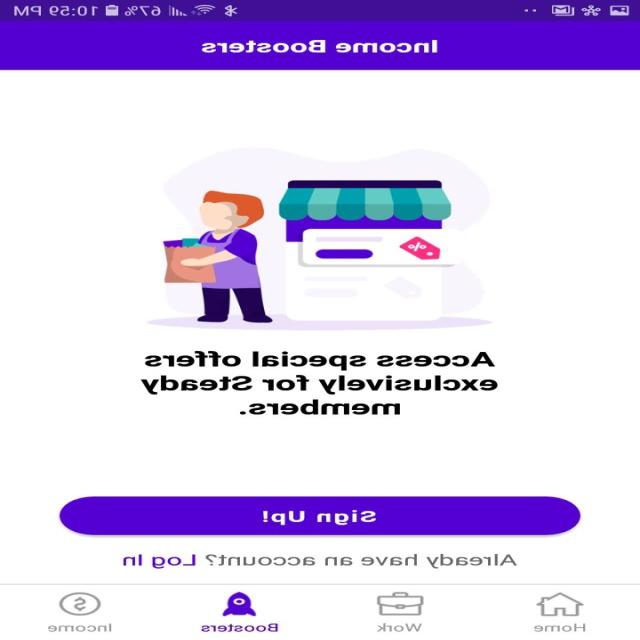 67% 10:59 PM
Income Boosters
%
Access special offers
exclusively for Steady
members.
Sign Up!
Already have an account? Log In
Home Work Boosters Income